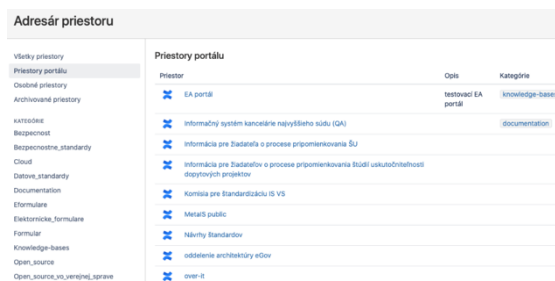 Adresár priestoru
Všetky priestory
Priestory portálu
Osobné priestory
Archivované priestory
KATEGÓRIE
Bezpecnost
Bezpecnostne_standardy
Cloud
Datove_standardy
Documentation
Eformulare
Elektornicke_formulare
Formular
Knowledge-bases
Open_source
Open_source_vo_verejnej_sprave
Priestory portálu
Priestor Opis Kategórie
EA portál testovací EA portál knowledge-bases
Informačný systém kancelárie najvyššieho súdu (QA) documentation
Informácia pre žiadateľa o procese pripomienkovania ŠU
Informácia pre žiadateľov o procese pripomienkovania štúdií uskutočniteľnosti
dopytových projektov
Komisia pre štandardizáciu IS VS
MetaIS public
Návrhy štandardov
oddelenie architektúry eGov
over-it